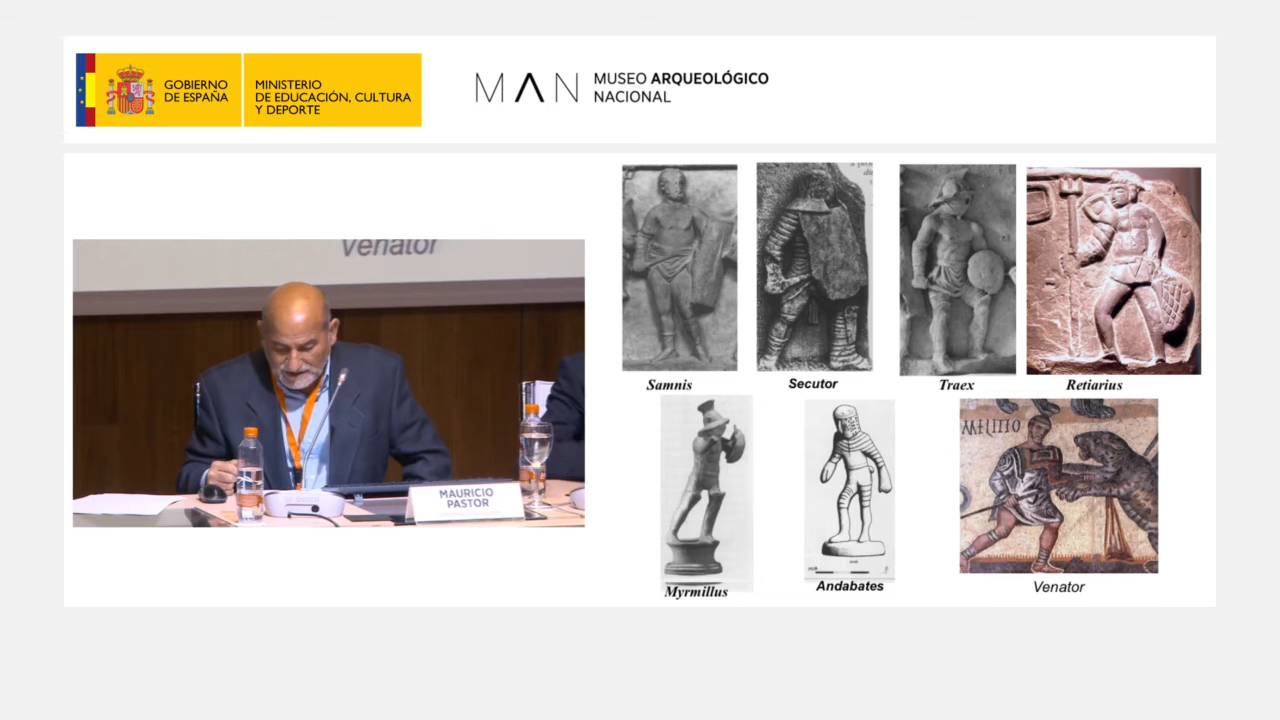 GOBIERNO
DE ESPAÑA
MINISTERIO
DE EDUCACIÓN, CULTURA
Y DEPORTE
MAN
MUSEO ARQUEOLÓGICO
NACIONAL
Venator
MAURICIO
PASTOR
Samnis
Secutor
Traex
Retiarius
Myrmillus
Andabates
Venator